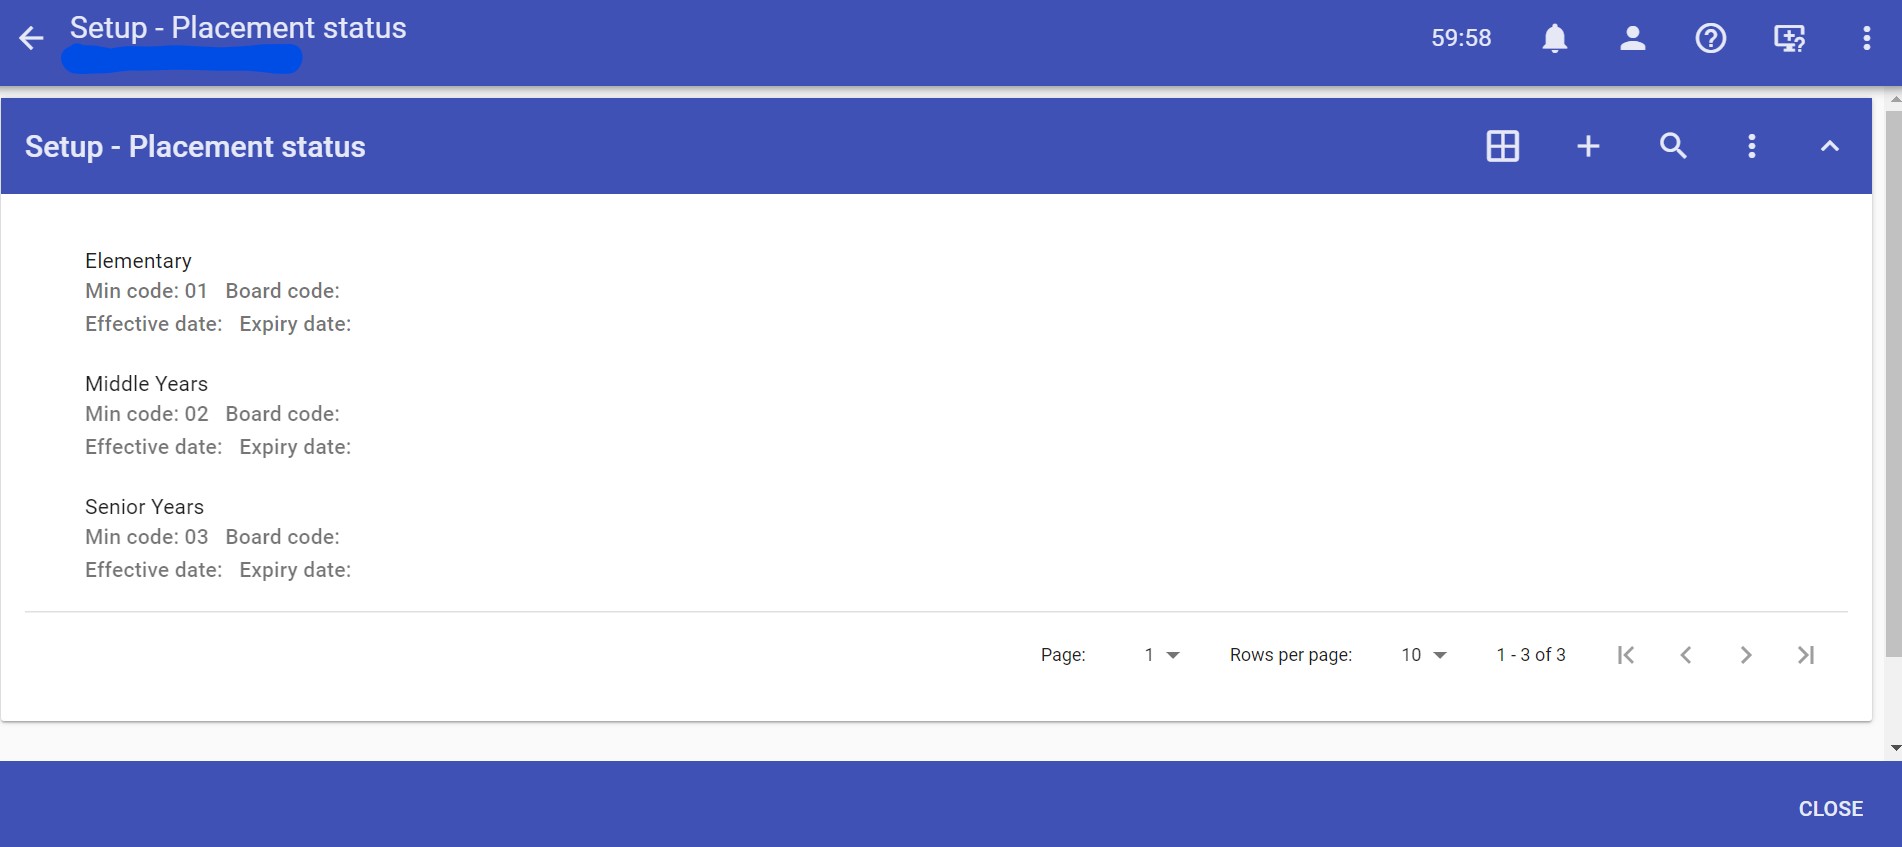 Setup - Placement status
59:58
Setup - Placement status
Elementary
Min code: 01 Board code:
Effective date: Expiry date:
Middle Years
Min code: 02 Board code:
Effective date: Expiry date:
Senior Years
Min code: 03 Board code:
Effective date: Expiry date:
Page: 1 Rows per page: 10 1 - 3 of 3
CLOSE